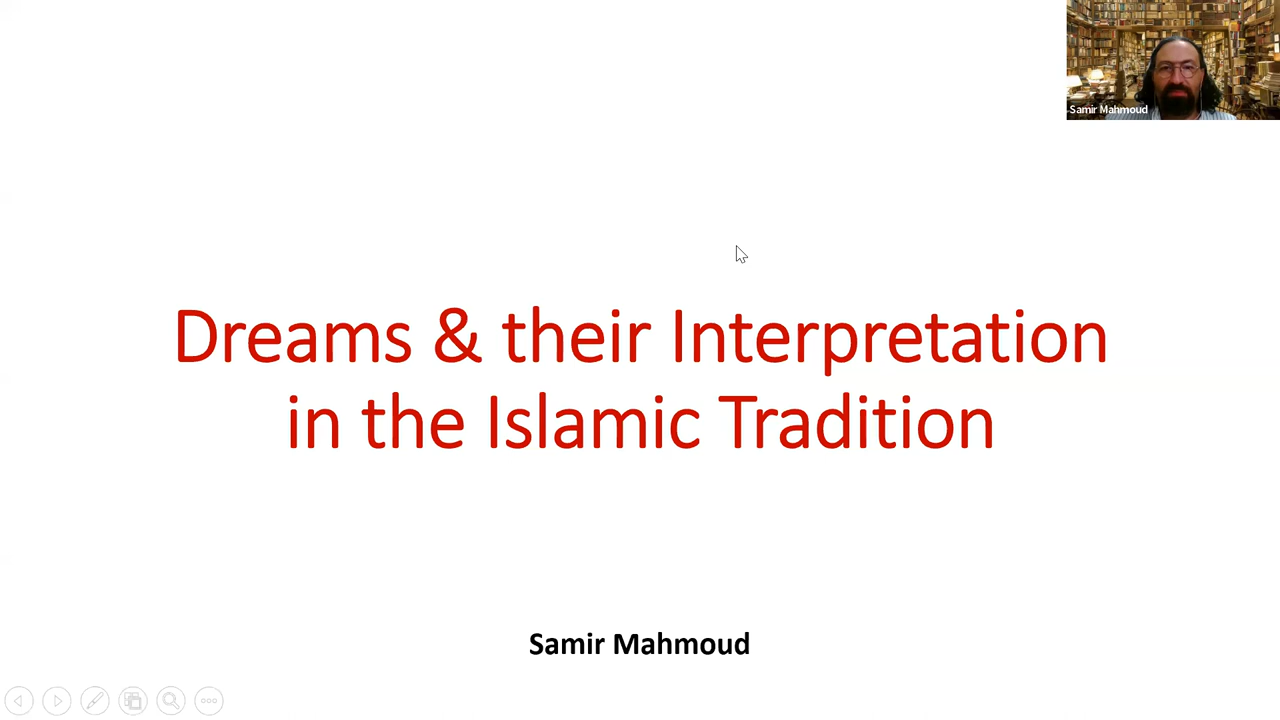 Samir Mahmoud
Dreams & their Interpretation
in the Islamic Tradition
Samir Mahmoud